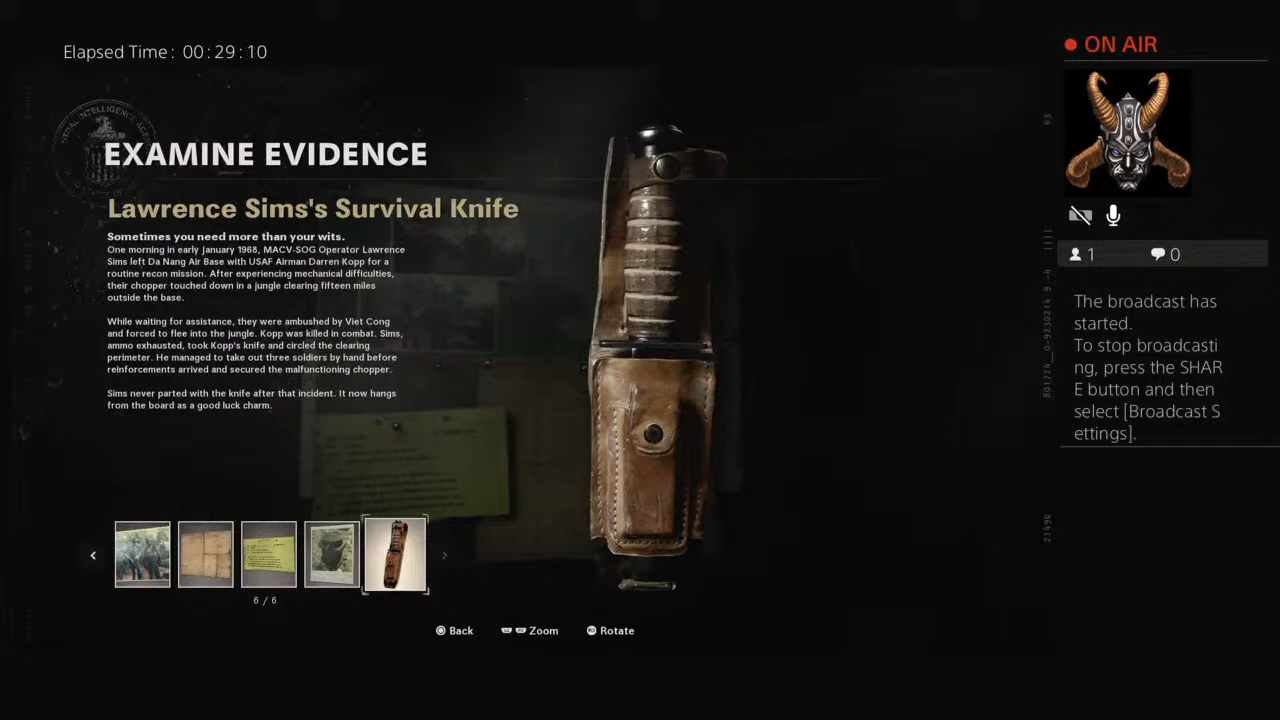 Elapsed Time: 00:29:10
ON AIR
EXAMINE EVIDENCE
Lawrence Sims's Survival Knife
Sometimes you need more than your wits.
One morning in early January 1968, MACV-SOG Operator Lawrence
Sims left Da Nang Air Base with USAF Airman Darren Kopp for a
routine recon mission. After experiencing mechanical difficulties,
their chopper touched down in a jungle clearing fifteen miles
outside the base.
While waiting for assistance, they were ambushed by Viet Cong
and forced to flee into the jungle. Kopp was killed in combat. Sims,
ammo exhausted, took Kopp's knife and circled the clearing
perimeter. He managed to take out three soldiers by hand before
reinforcements arrived and secured the malfunctioning chopper.
Sims never parted with the knife after that incident. It now hangs
from the board as a good luck charm.
6 / 6
Back
Zoom
Rotate
63
21490
1
0
The broadcast has
started.
To stop broadcasti
ng, press the SHAR
E button and then
select [Broadcast S
ettings].